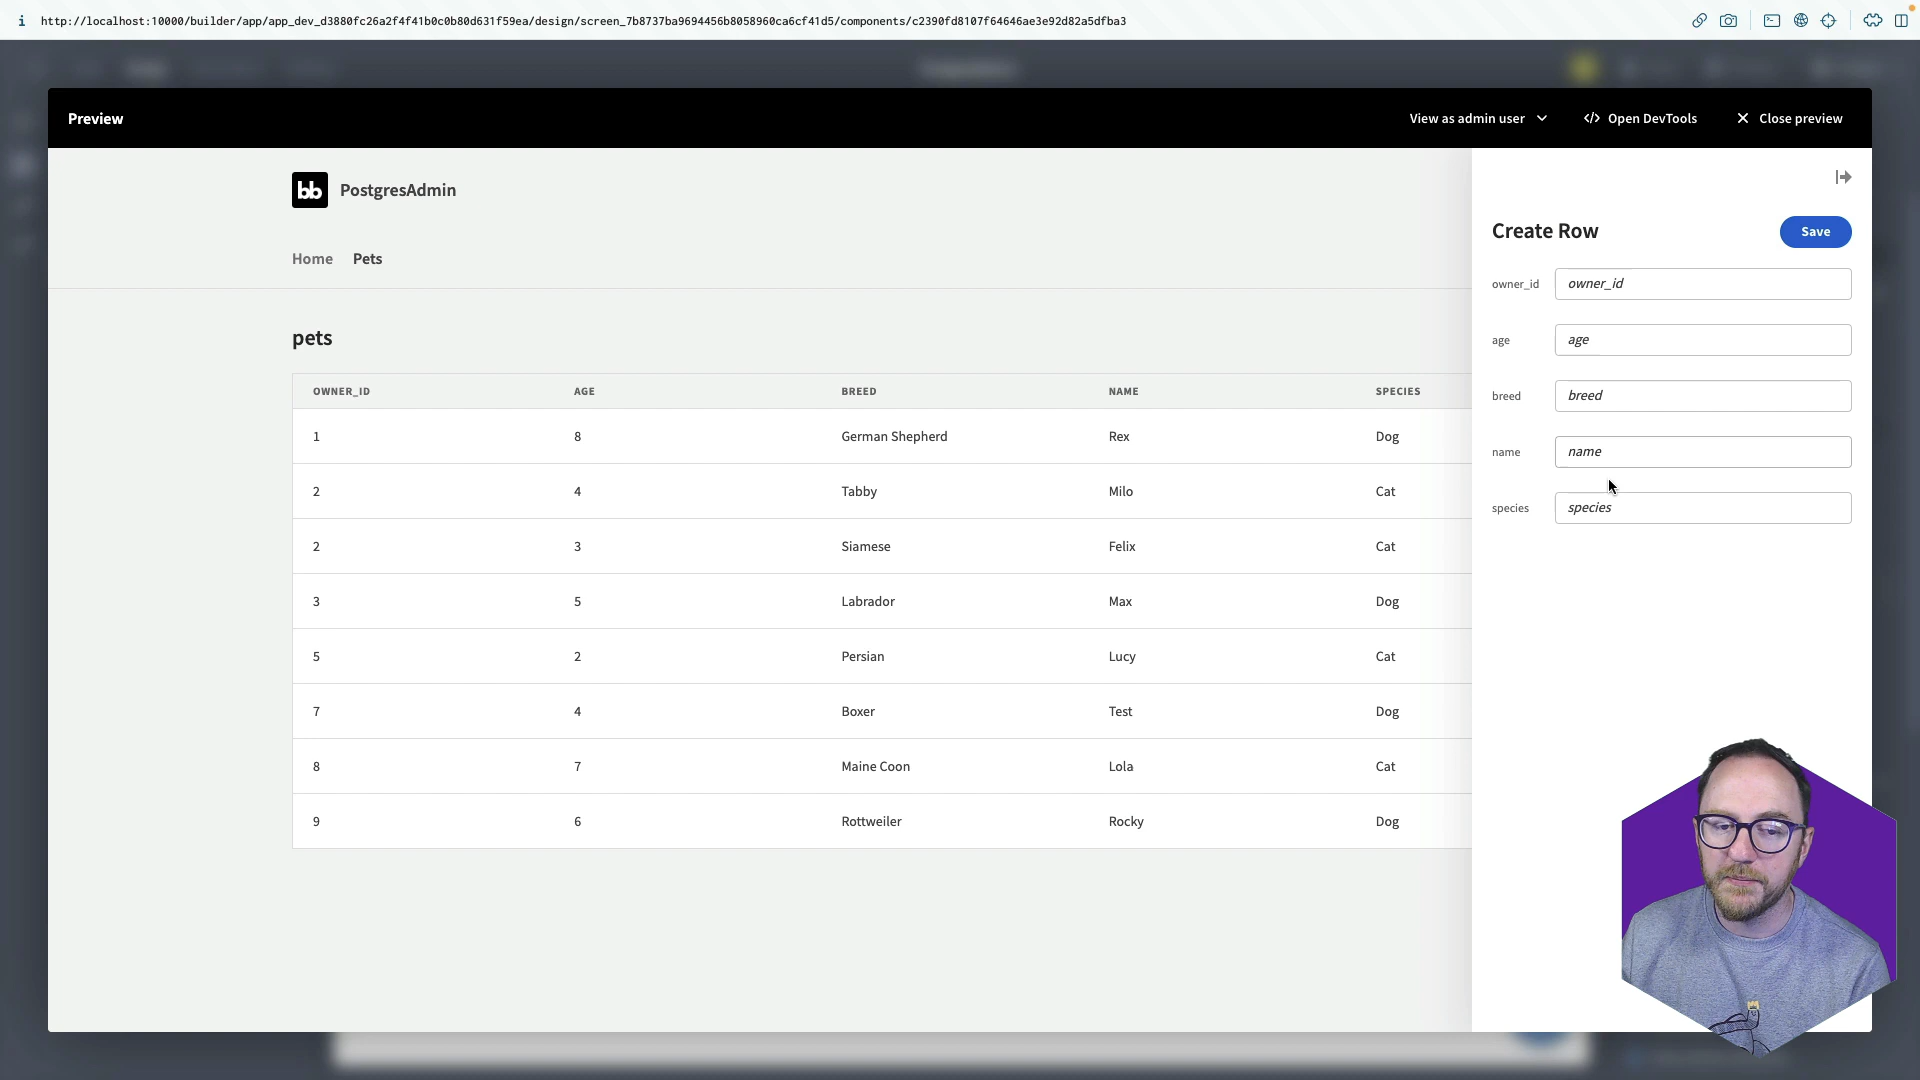 i http://localhost:10000/builder/app/app_dev_d3880fc26a2f4f41b0c0b80d631f59ea/design/screen_7b8737ba9694456b8058960ca6cf41d5/components/c2390fd8107f64646ae3e92d82a5dfba3
Preview
View as admin user
</> Open DevTools
Close preview
bb PostgresAdmin
Home Pets
pets
OWNER_ID AGE BREED NAME SPECIES
1 8 German Shepherd Rex Dog
2 4 Tabby Milo Cat
2 3 Siamese Felix Cat
3 5 Labrador Max Dog
5 2 Persian Lucy Cat
7 4 Boxer Test Dog
8 7 Maine Coon Lola Cat
9 6 Rottweiler Rocky Dog
Create Row
Save
owner_id owner_id
age age
breed breed
name name
species species